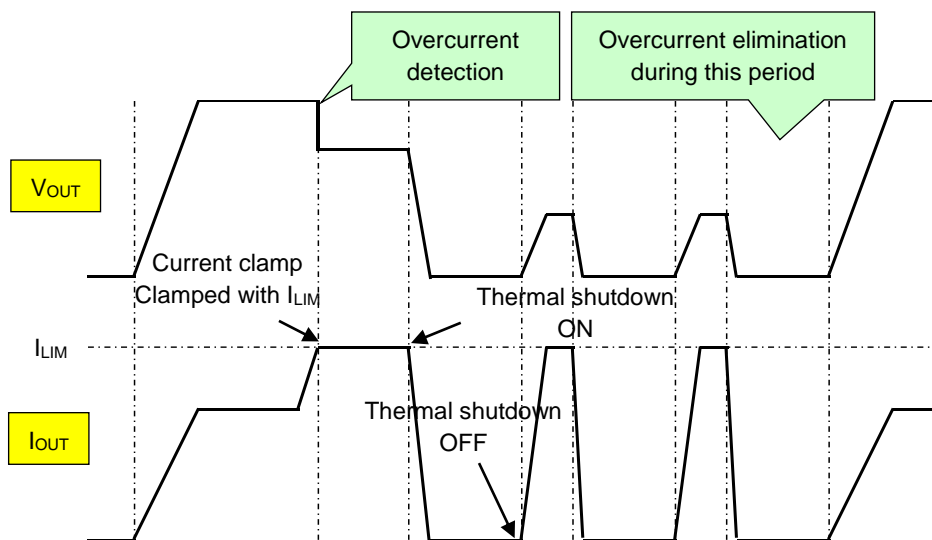 Overcurrent
detection
Overcurrent elimination
during this period
VOUT
Current clamp
Clamped with ILIM
Thermal shutdown
ON
ILIM
Thermal shutdown
OFF
IOUT